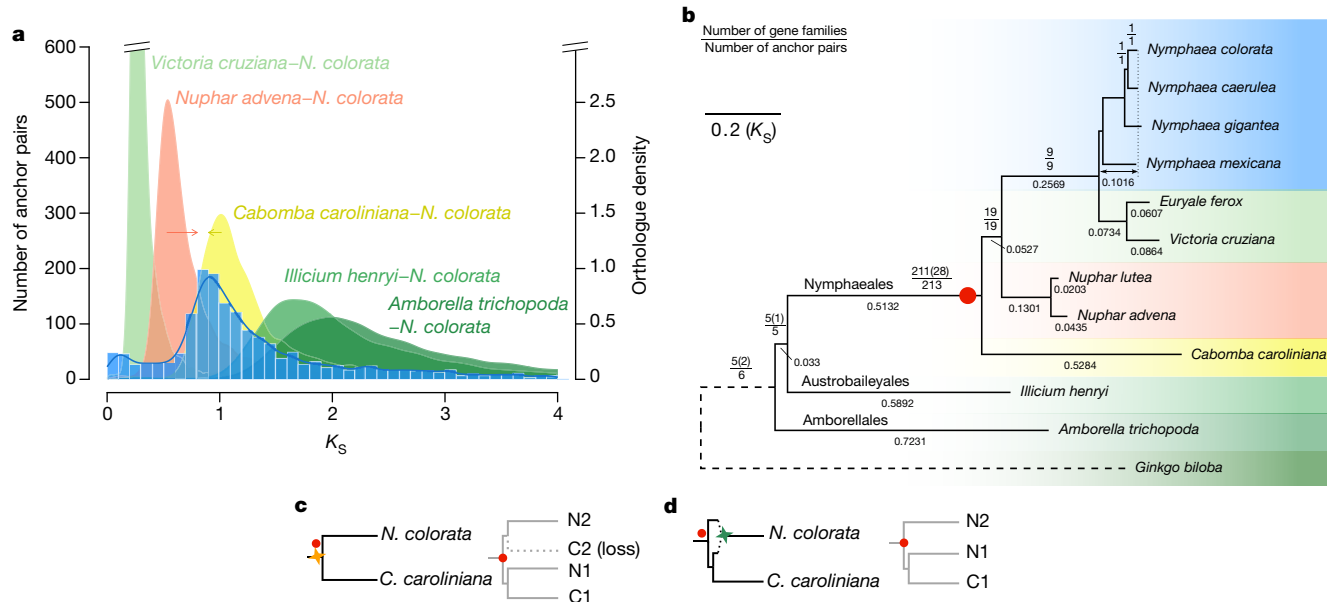 a
600
500
400
300
200
100
0
Number of anchor pairs
Victoria cruziana–N. colorata
Nuphar advena–N. colorata
Cabomba caroliniana–N. colorata
Illicium henryi–N. colorata
Amborella trichopoda
–N. colorata
2.5
2.0
1.5
1.0
0.5
0
Orthologue density
0
1
2
3
4
KS
b
Number of gene families
Number of anchor pairs
0.2 (KS)
1
1
1
1
Nymphaea colorata
Nymphaea caerulea
Nymphaea gigantea
Nymphaea mexicana
9
9
0.2569
0.1016
Euryale ferox
0.0607
0.0734
Victoria cruziana
0.0864
19
19
0.0527
Nuphar lutea
0.0203
0.1301
Nuphar advena
0.0435
Nymphaeales
211(28)
213
0.5132
Cabomba caroliniana
0.5284
5(1)
5
0.033
Austrobaileyales
Illicium henryi
0.5892
5(2)
6
Amborellales
Amborella trichopoda
0.7231
Ginkgo biloba
c
N. colorata
C. caroliniana
N2
C2 (loss)
N1
C1
d
N. colorata
C. caroliniana
N2
N1
C1